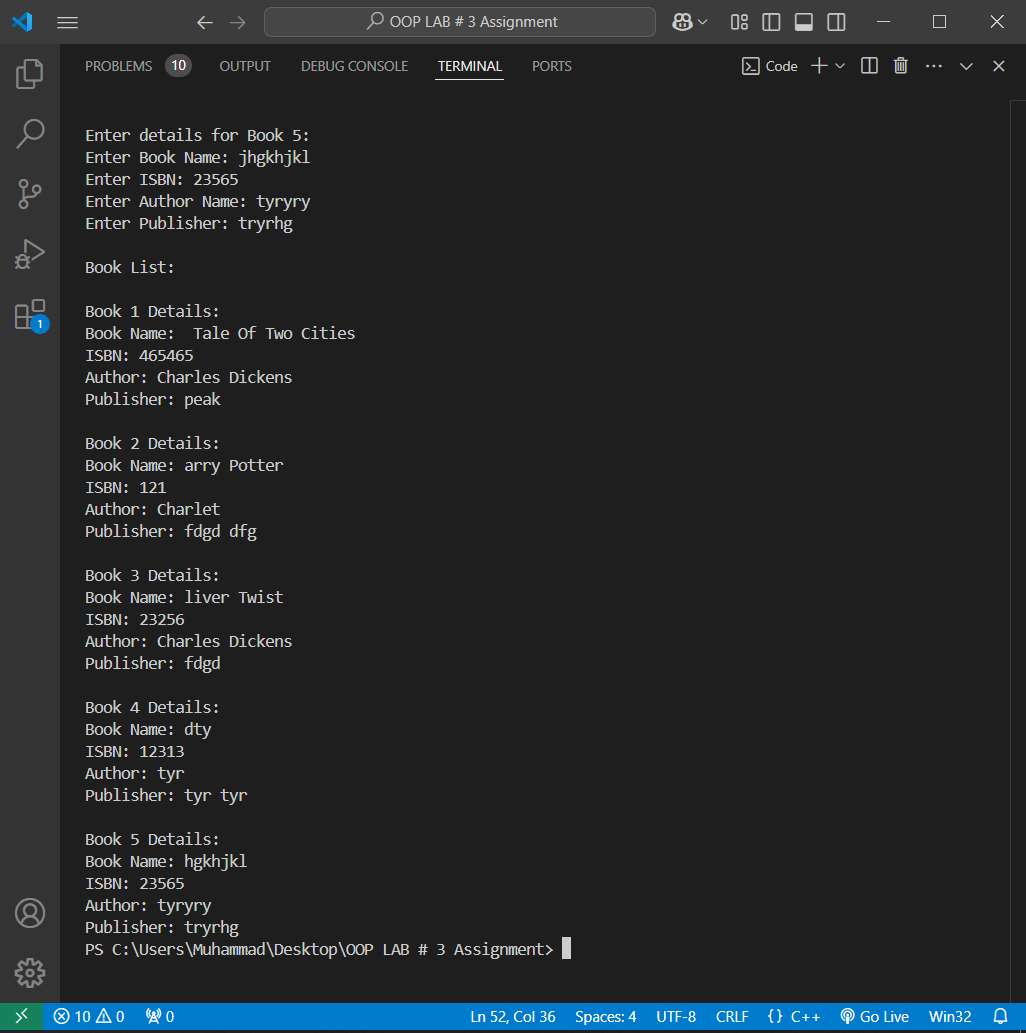 OOP LAB # 3 Assignment
PROBLEMS 10 OUTPUT DEBUG CONSOLE TERMINAL PORTS Code
Enter details for Book 5:
Enter Book Name: jhgkhjkl
Enter ISBN: 23565
Enter Author Name: tyryry
Enter Publisher: tryrhg
Book List:
Book 1 Details:
Book Name:  Tale Of Two Cities
ISBN: 465465
Author: Charles Dickens
Publisher: peak
Book 2 Details:
Book Name: arry Potter
ISBN: 121
Author: Charlet
Publisher: fdgd dfg
Book 3 Details:
Book Name: liver Twist
ISBN: 23256
Author: Charles Dickens
Publisher: fdgd
Book 4 Details:
Book Name: dty
ISBN: 12313
Author: tyr
Publisher: tyr tyr
Book 5 Details:
Book Name: hgkhjkl
ISBN: 23565
Author: tyryry
Publisher: tryrhg
PS C:\Users\Muhammad\Desktop\OOP LAB # 3 Assignment>
1
10 0 0 Ln 52, Col 36 Spaces: 4 UTF-8 CRLF {} C++ Go Live Win32